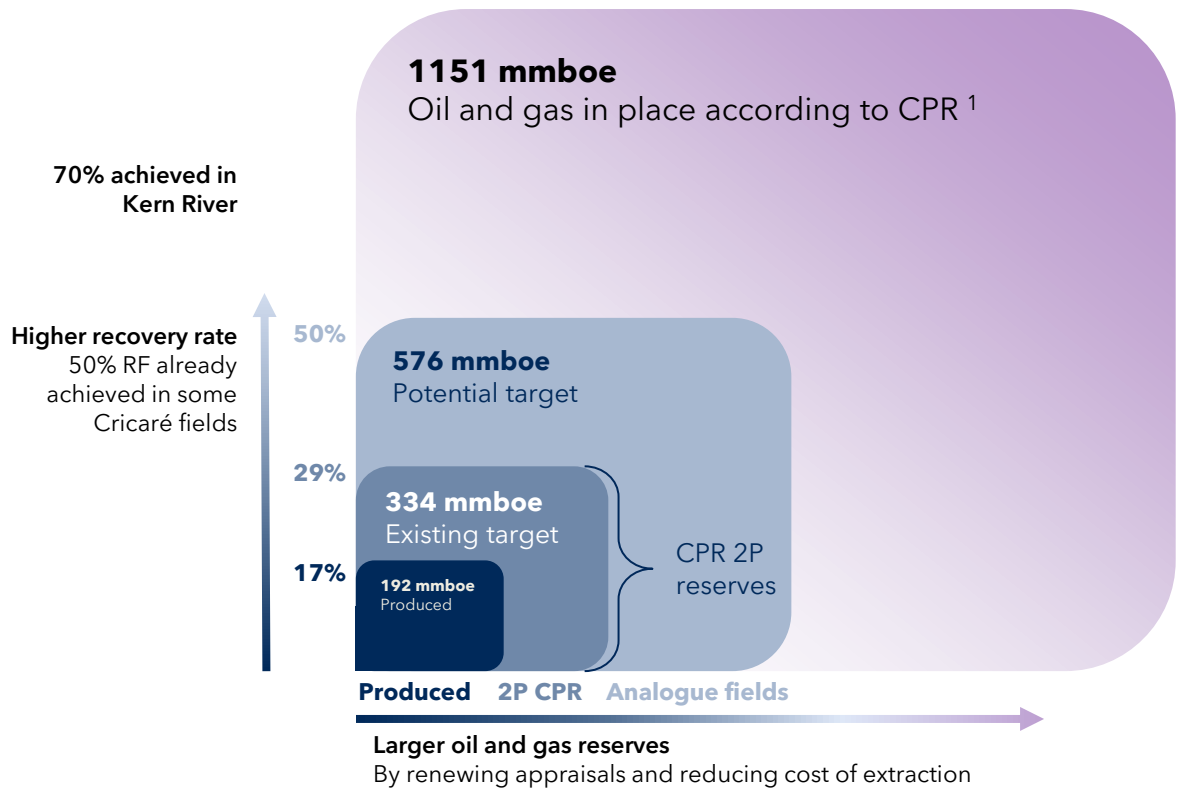 1151 mmboe
Oil and gas in place according to CPR 1
70% achieved in
Kern River
Higher recovery rate
50% RF already
achieved in some
Cricaré fields
50%
576 mmboe
Potential target
29%
334 mmboe
Existing target
CPR 2P
reserves
17%
192 mmboe
Produced
Produced 2P CPR Analogue fields
Larger oil and gas reserves
By renewing appraisals and reducing cost of extraction